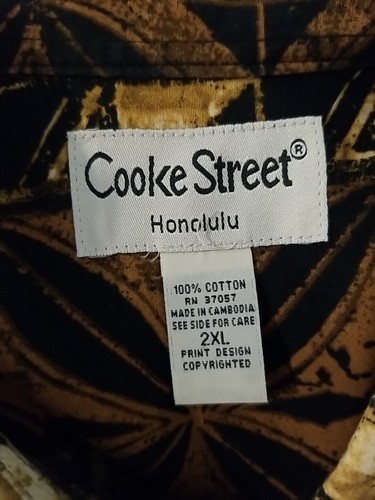 Cooke Street®
Honolulu
100% COTTON
RN 37057
MADE IN CAMBODIA
SEE SIDE FOR CARE
2XL
PRINT DESIGN
COPYRIGHTED